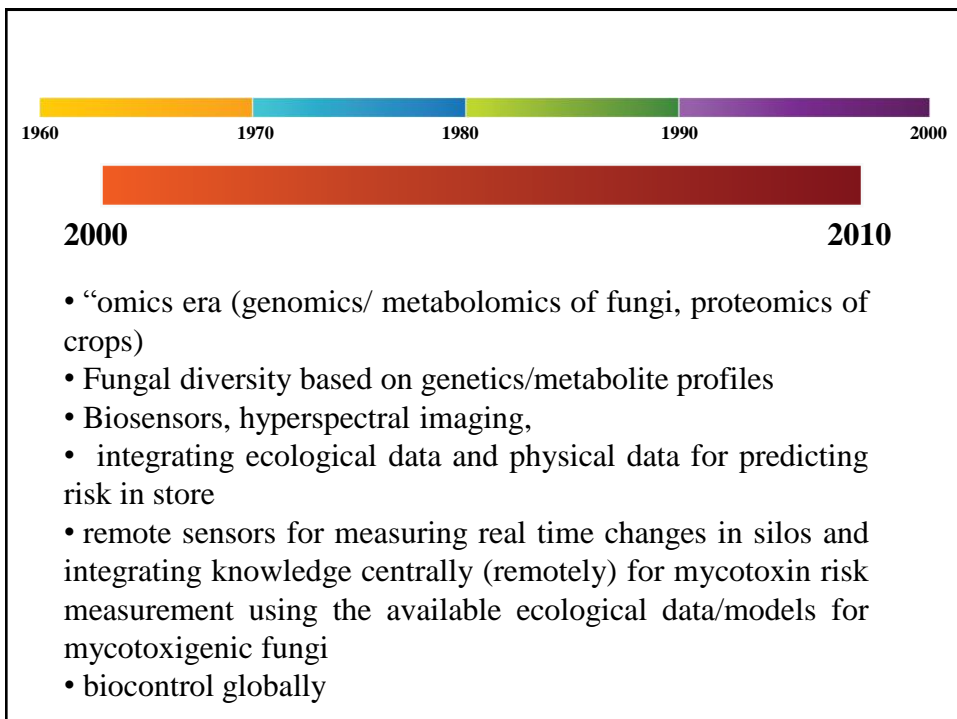 1960 1970 1980 1990 2000
2000 2010
• “omics era (genomics/ metabolomics of fungi, proteomics of
crops)
• Fungal diversity based on genetics/metabolite profiles
• Biosensors, hyperspectral imaging,
• integrating ecological data and physical data for predicting
risk in store
• remote sensors for measuring real time changes in silos and
integrating knowledge centrally (remotely) for mycotoxin risk
measurement using the available ecological data/models for
mycotoxigenic fungi
• biocontrol globally